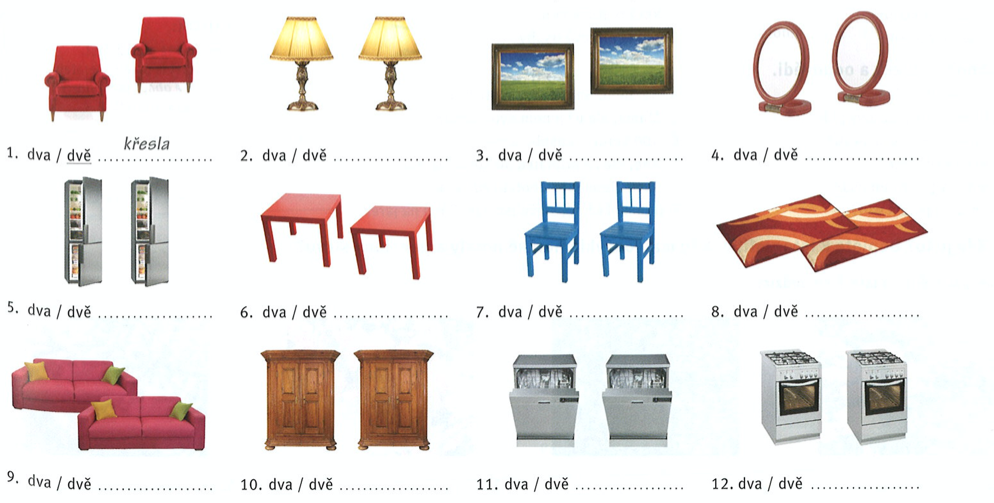 křesla
1. dva / dvě ........................
2. dva / dvě ........................
3. dva / dvě ........................
4. dva / dvě ........................
5. dva / dvě ........................
6. dva / dvě ........................
7. dva / dvě ........................
8. dva / dvě ........................
9. dva / dvě ........................
10. dva / dvě ........................
11. dva / dvě ........................
12. dva / dvě ........................